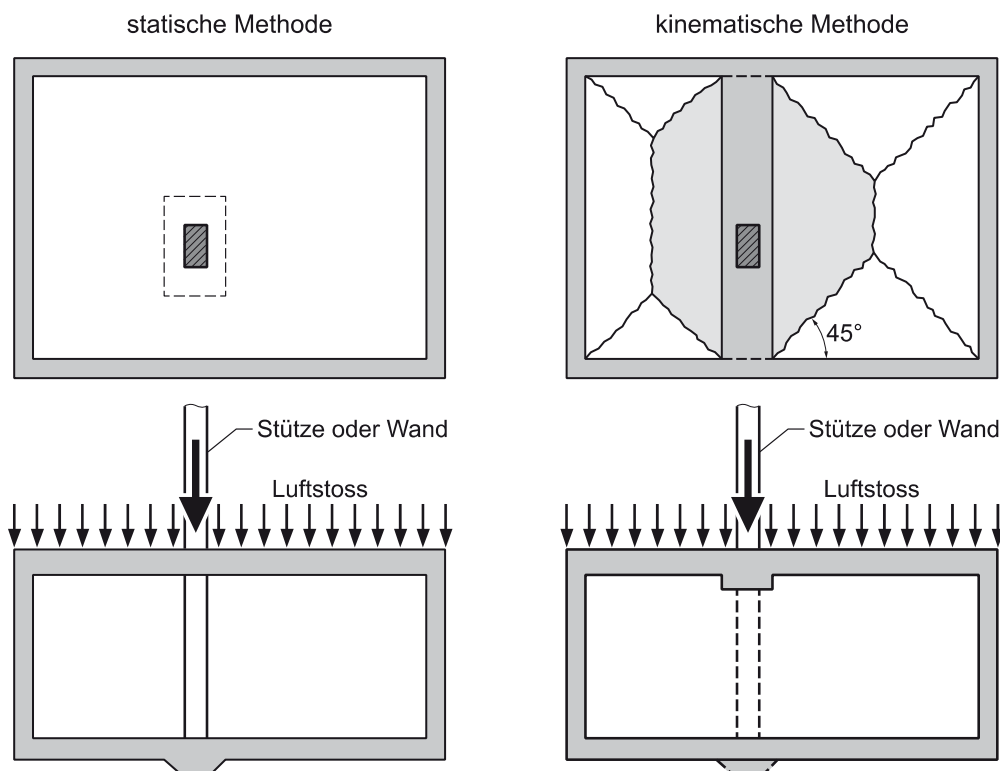 statische Methode
kinematische Methode
45°
Stütze oder Wand
Stütze oder Wand
Luftstoss
Luftstoss